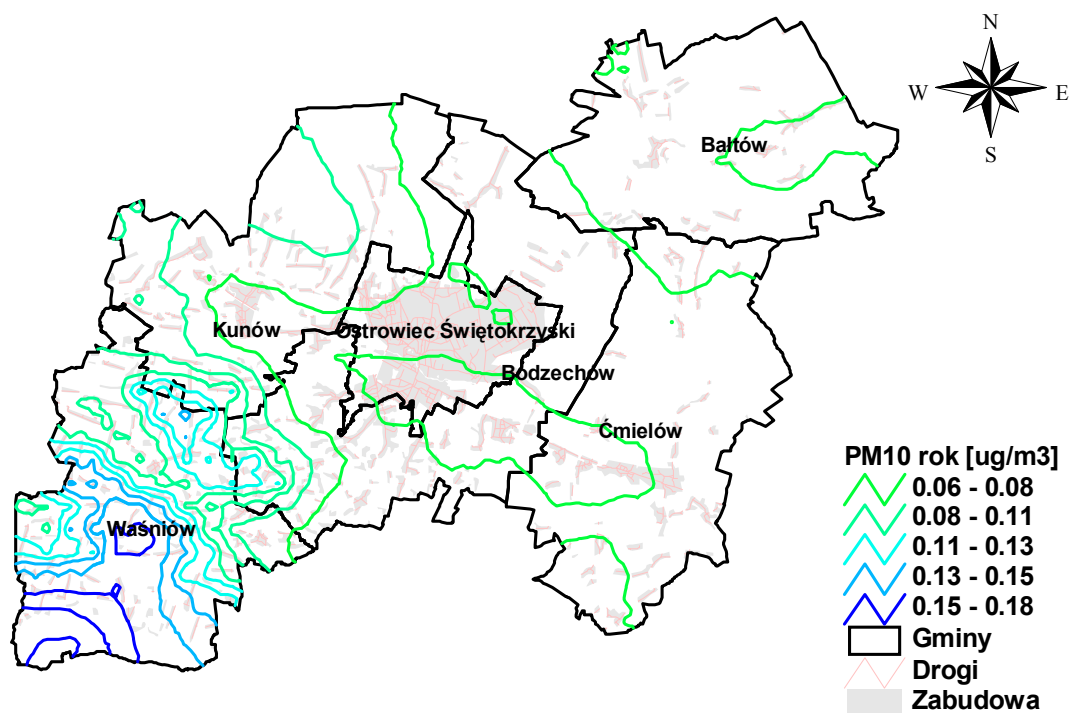 N
W
E
S
Bałtów
Kunów
Ostrowiec Świętokrzyski
Bodzechów
Ćmielów
Waśniów
PM10 rok [ug/m3]
0.06 - 0.08
0.08 - 0.11
0.11 - 0.13
0.13 - 0.15
0.15 - 0.18
Gminy
Drogi
Zabudowa